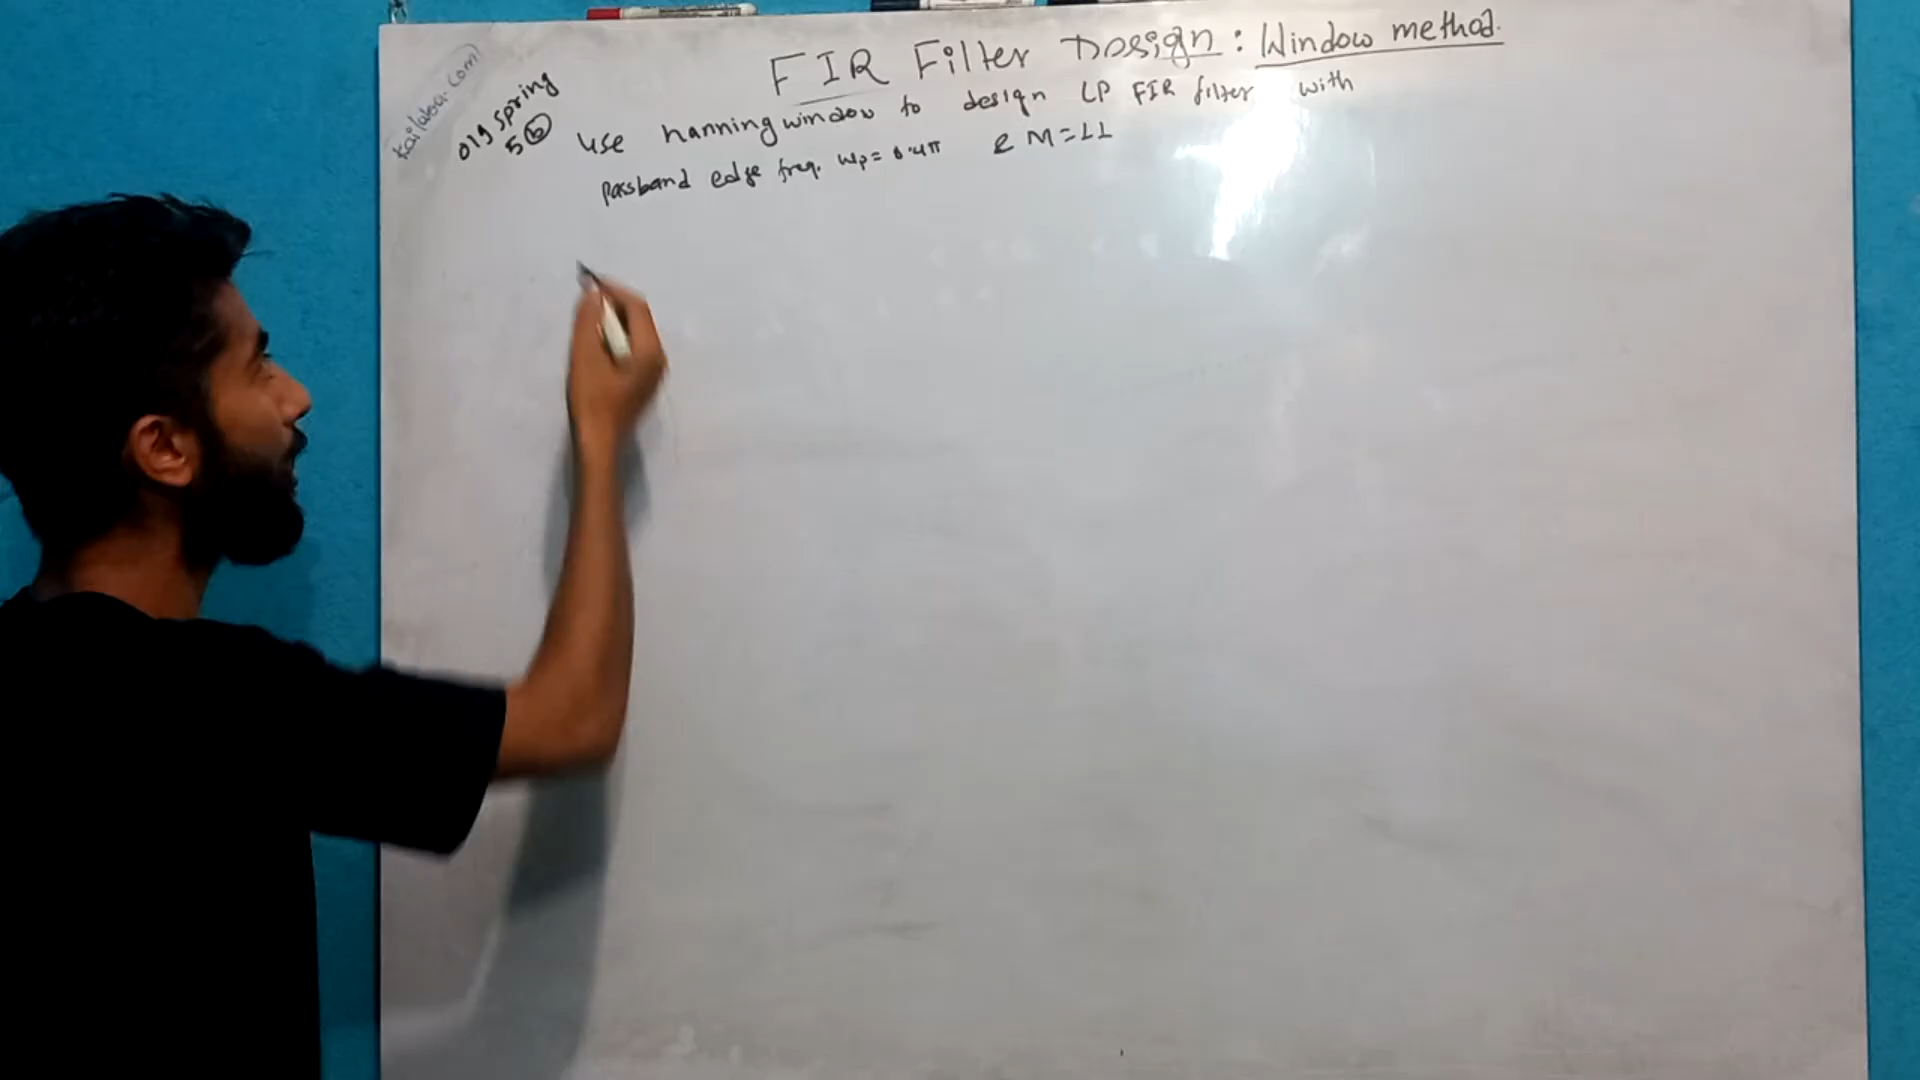 FIR Filter Design: Window method.
kailaba.com
019 spring
5 b
use hanning window to design LP FIR filter with
passband edge freq. wp = 0.4π & M=11